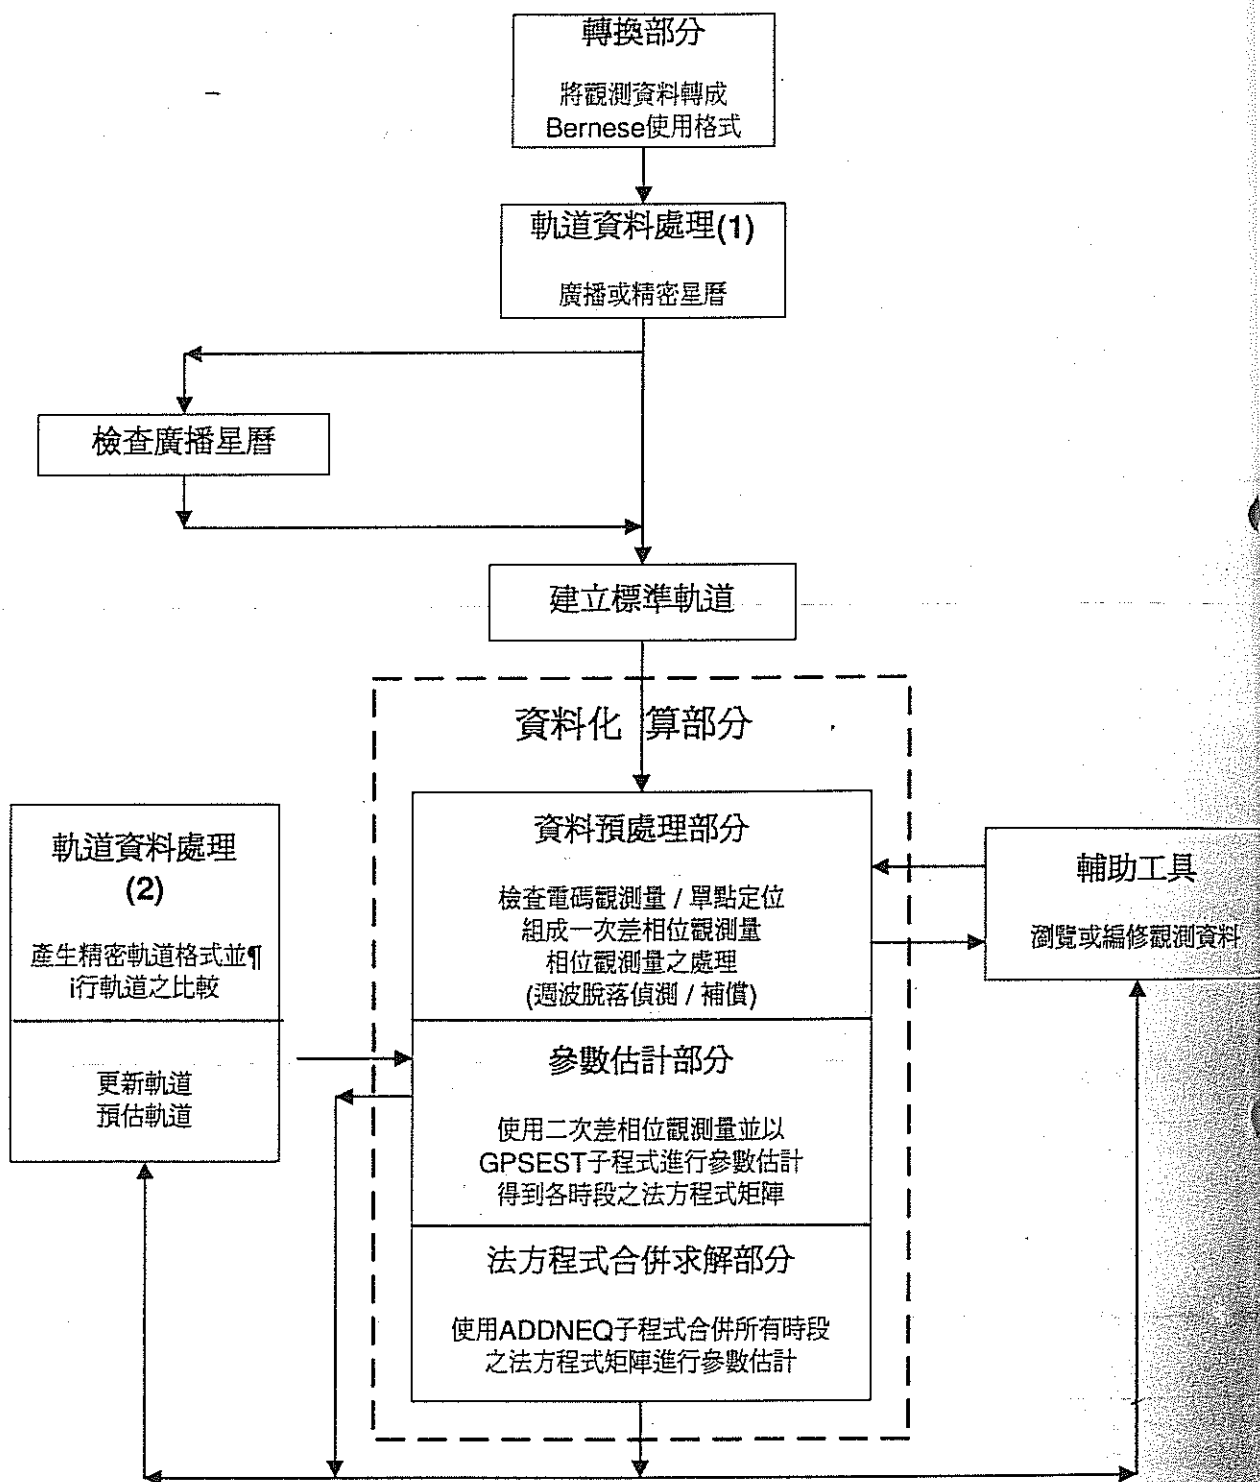 轉換部分
將觀測資料轉成
Bernese使用格式
軌道資料處理(1)
廣播或精密星曆
檢查廣播星曆
建立標準軌道
資料化 算部分
資料預處理部分
檢查電碼觀測量 / 單點定位
組成一次差相位觀測量
相位觀測量之處理
(週波脫落偵測 / 補償)
參數估計部分
使用二次差相位觀測量並以
GPSEST子程式進行參數估計
得到各時段之法方程式矩陣
法方程式合併求解部分
使用ADDNEQ子程式合併所有時段
之法方程式矩陣進行參數估計
軌道資料處理
(2)
產生精密軌道格式並¶
i行軌道之比較
更新軌道
預估軌道
輔助工具
瀏覽或編修觀測資料